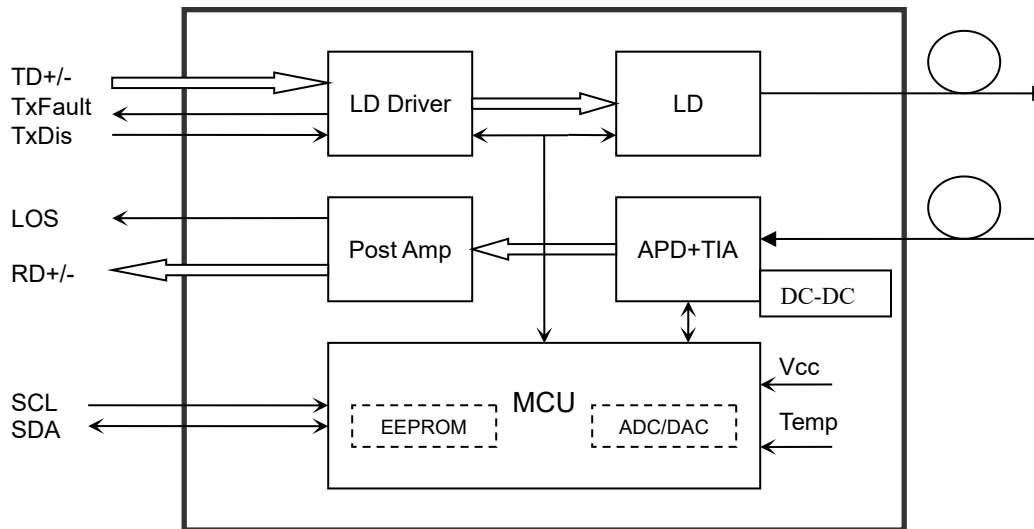 TD+/-
TxFault
TxDis
LD Driver
LD
LOS
RD+/-
Post Amp
APD+TIA
DC-DC
SCL
SDA
MCU
EEPROM
ADC/DAC
Vcc
Temp